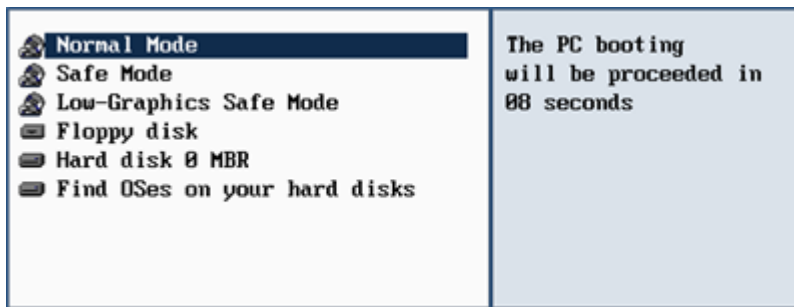 Normal Mode
Safe Mode
Low-Graphics Safe Mode
Floppy disk
Hard disk 0 MBR
Find OSes on your hard disks
The PC booting
will be proceeded in
08 seconds